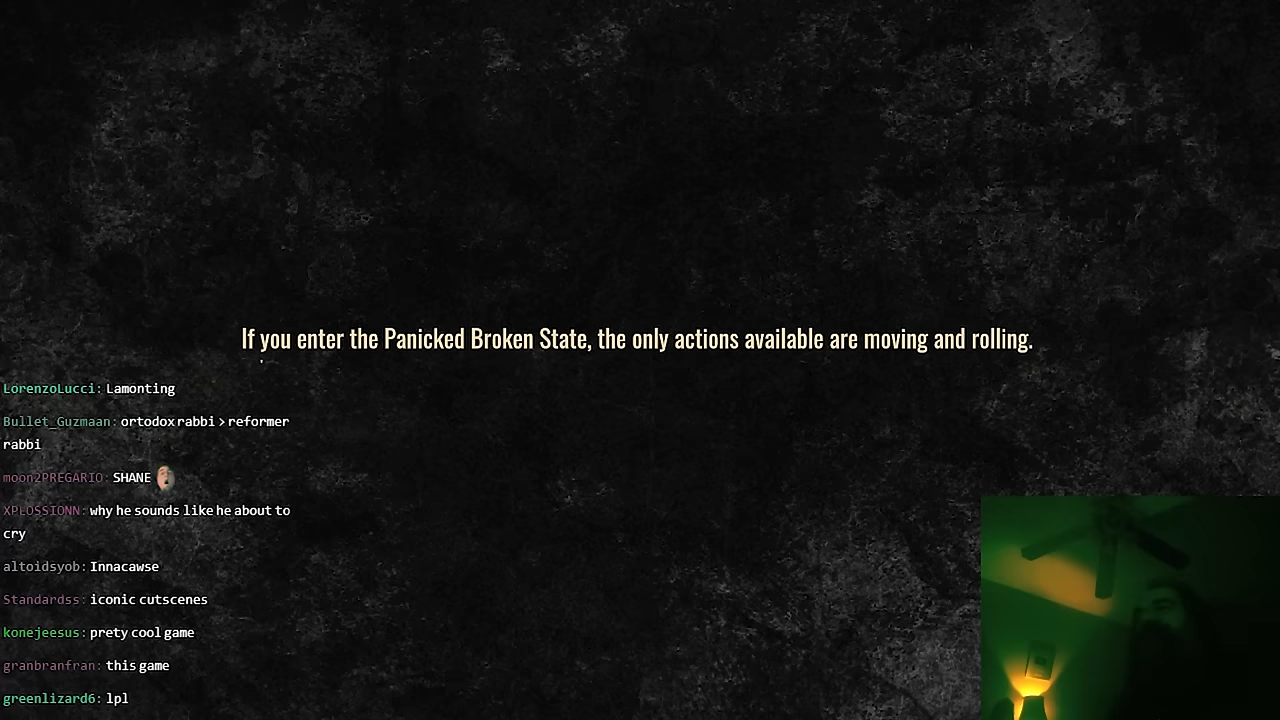 If you enter the Panicked Broken State, the only actions available are moving and rolling.
LorenzoLucci: Lamonting
Bullet_Guzmaan: ortodox rabbi > reformer
rabbi
moon2PREGARIO: SHANE
XPLOSSIONN: why he sounds like he about to
cry
altoidsyob: Innacawse
Standardss: iconic cutscenes
konejeesus: prety cool game
granbranfran: this game
greenlizard6: lpl